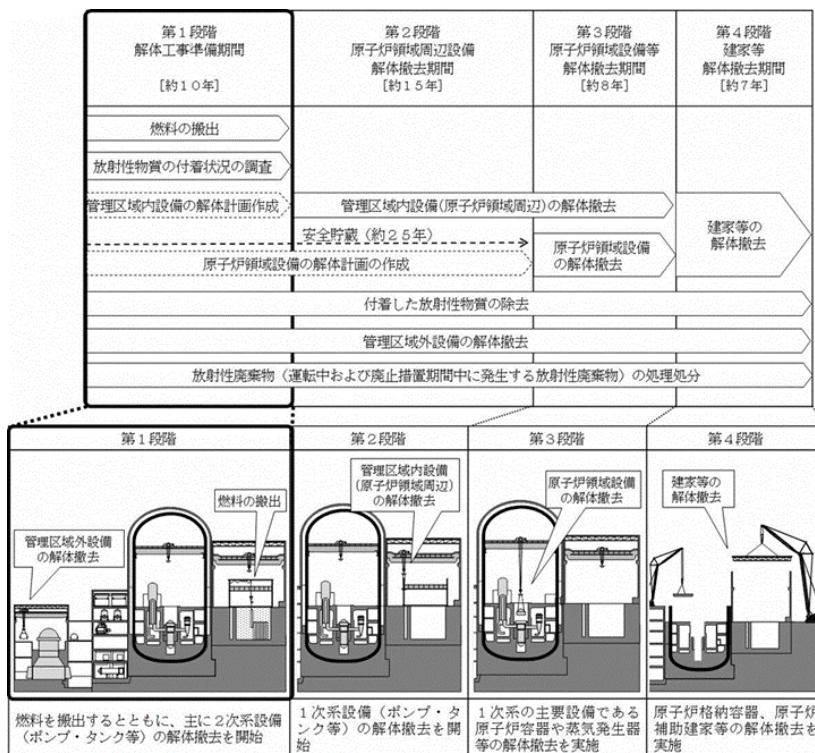 第１段階
解体工事準備期間
[約１０年]
第２段階
原子炉領域周辺設備
解体撤去期間
[約１５年]
第３段階
原子炉領域設備等
解体撤去期間
[約８年]
第４段階
建家等
解体撤去期間
[約７年]
燃料の搬出
放射性物質の付着状況の調査
管理区域内設備の解体計画作成
管理区域内設備(原子炉領域周辺)の解体撤去
安全貯蔵（約２５年）
原子炉領域設備の解体計画の作成
原子炉領域設備
の解体撤去
建家等の
解体撤去
付着した放射性物質の除去
管理区域外設備の解体撤去
放射性廃棄物（運転中および廃止措置期間中に発生する放射性廃棄物）の処理処分
第１段階
第２段階
第３段階
第４段階
管理区域外設備
の解体撤去
燃料の搬出
管理区域内設備
(原子炉領域周辺)
の解体撤去
原子炉領域設備
の解体撤去
建家等の
解体撤去
燃料を搬出するとともに、主に２次系設備
（ポンプ・タンク等）の解体撤去を開始
１次系設備（ポンプ・タ
ンク等）の解体撤去を開
始
１次系の主要設備である
原子炉容器や蒸気発生器
等の解体撤去を実施
原子炉格納容器、原子炉
補助建家等の解体撤去を
実施